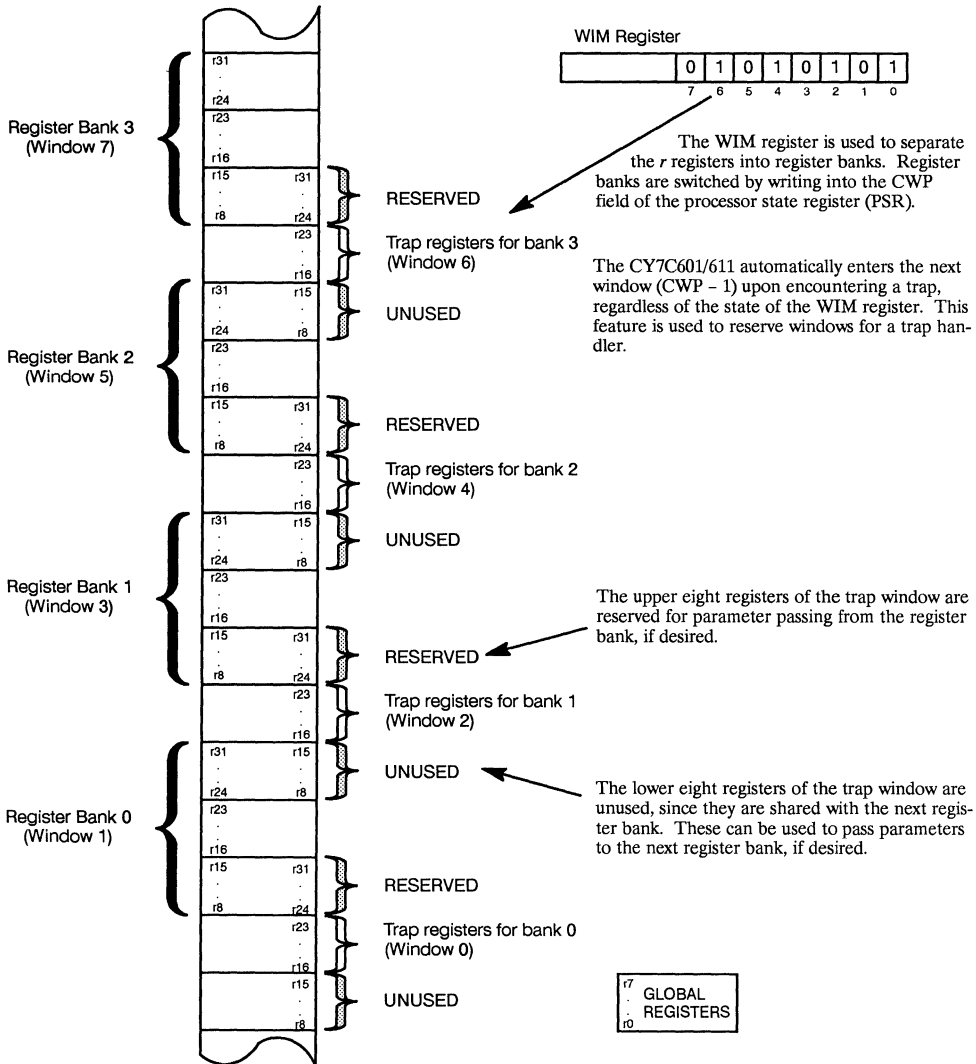 WIM Register
0 1 0 1 0 1 0 1
7 6 5 4 3 2 1 0
The WIM register is used to separate
the r registers into register banks. Register
banks are switched by writing into the CWP
field of the processor state register (PSR).
The CY7C601/611 automatically enters the next
window (CWP – 1) upon encountering a trap,
regardless of the state of the WIM register. This
feature is used to reserve windows for a trap han-
dler.
Register Bank 3
(Window 7)
r31
.
.
r24
r23
.
.
r16
r15 r31
. .
. .
r8 r24
RESERVED
r23
.
.
r16
Trap registers for bank 3
(Window 6)
Register Bank 2
(Window 5)
r31 r15
. .
. .
r24 r8
UNUSED
r23
.
.
r16
r15 r31
. .
. .
r8 r24
RESERVED
r23
.
.
r16
Trap registers for bank 2
(Window 4)
Register Bank 1
(Window 3)
r31 r15
. .
. .
r24 r8
UNUSED
r23
.
.
r16
r15 r31
. .
. .
r8 r24
RESERVED
The upper eight registers of the trap window are
reserved for parameter passing from the register
bank, if desired.
r23
.
.
r16
Trap registers for bank 1
(Window 2)
Register Bank 0
(Window 1)
r31 r15
. .
. .
r24 r8
UNUSED
The lower eight registers of the trap window are
unused, since they are shared with the next regis-
ter bank. These can be used to pass parameters
to the next register bank, if desired.
r23
.
.
r16
r15 r31
. .
. .
r8 r24
RESERVED
r23
.
.
r16
Trap registers for bank 0
(Window 0)
r15
.
.
r8
UNUSED
r7
.
.
r0
GLOBAL
REGISTERS